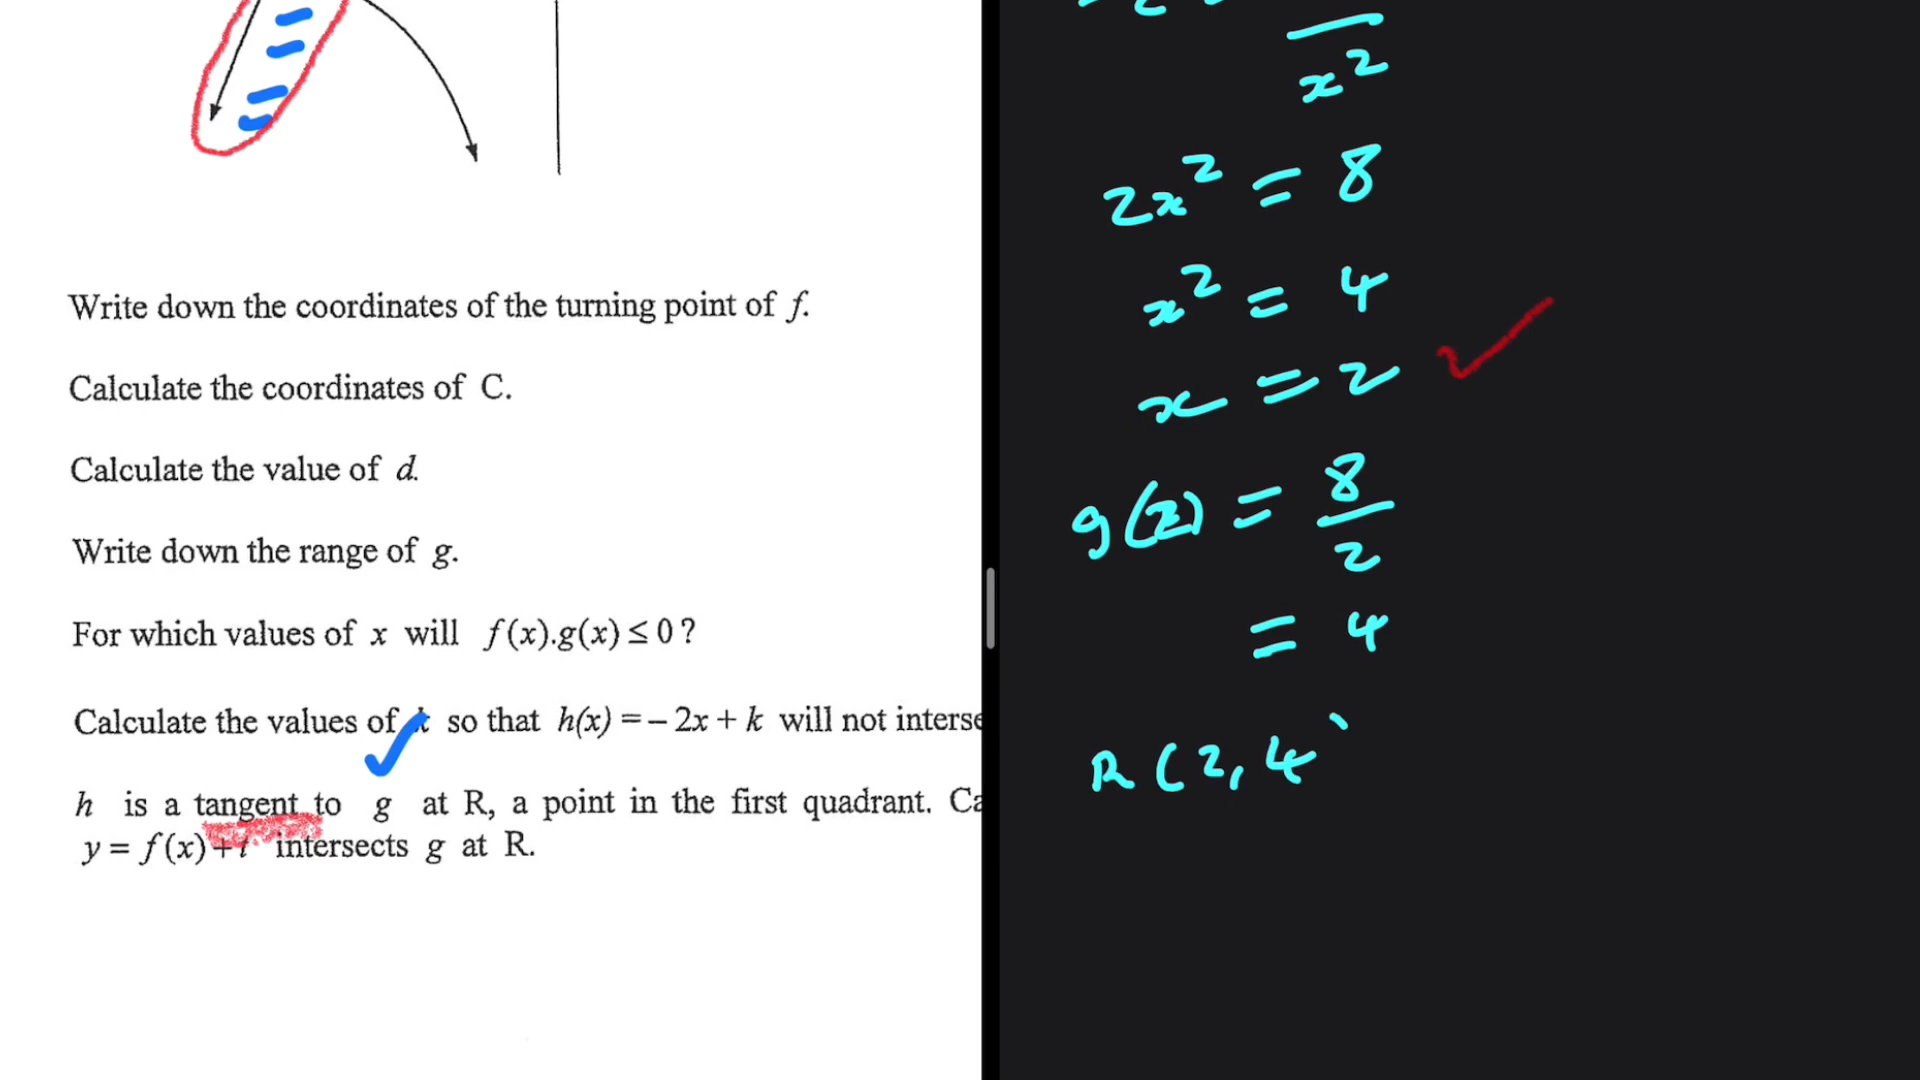 Write down the coordinates of the turning point of f.
Calculate the coordinates of C.
Calculate the value of d.
Write down the range of g.
For which values of x will f(x).g(x) ≤ 0 ?
Calculate the values of k so that h(x) = – 2x + k will not interse
h is a tangent to g at R, a point in the first quadrant. Ca
y = f(x) + t intersects g at R.
x²
2x² = 8
x² = 4
x = 2
g(2) = 8/2
= 4
R (2, 4